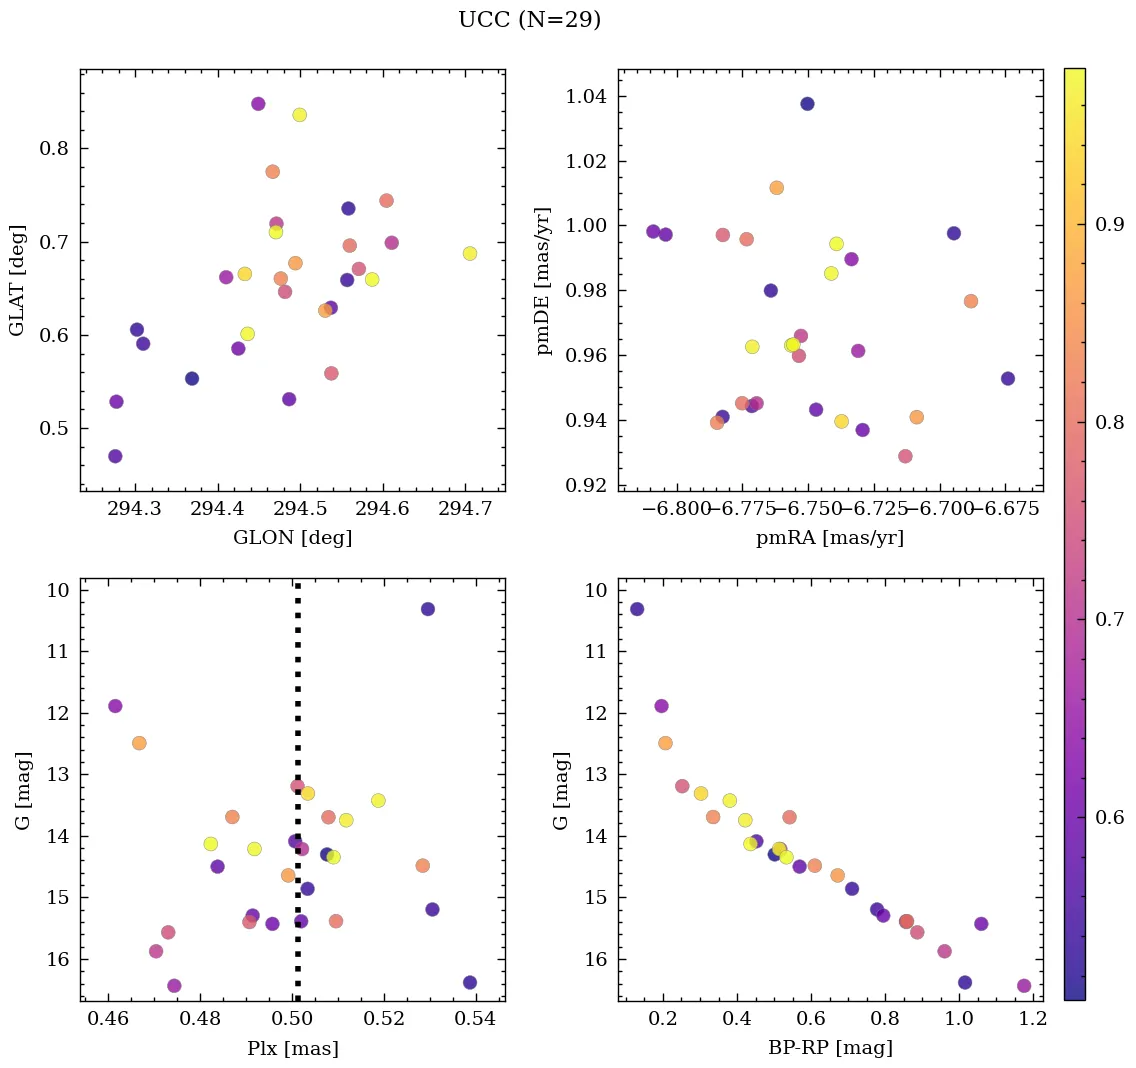 UCC (N=29)
0.8
0.7
0.6
0.5
GLAT [deg]
294.3 294.4 294.5 294.6 294.7
GLON [deg]
1.04
1.02
1.00
0.98
0.96
0.94
0.92
pmDE [mas/yr]
−6.800 −6.775 −6.750 −6.725 −6.700 −6.675
pmRA [mas/yr]
10
11
12
13
14
15
16
G [mag]
0.46 0.48 0.50 0.52 0.54
Plx [mas]
10
11
12
13
14
15
16
G [mag]
0.2 0.4 0.6 0.8 1.0 1.2
BP-RP [mag]
0.9
0.8
0.7
0.6